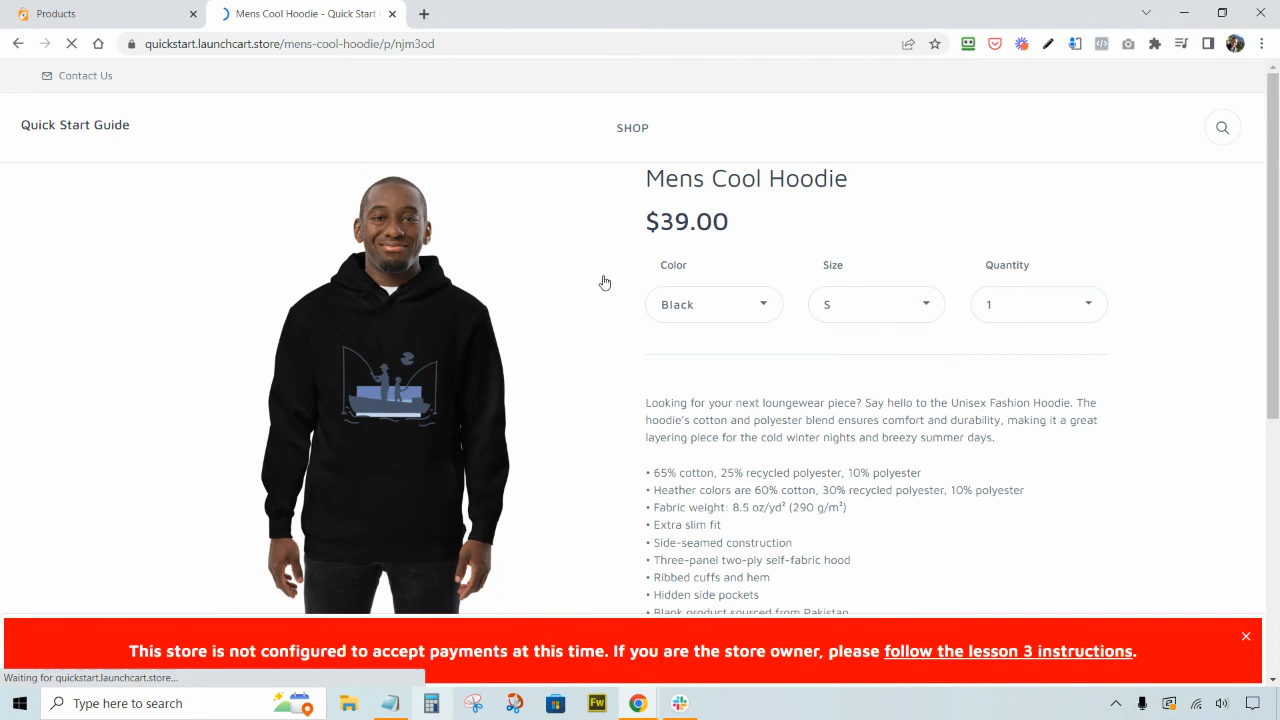 Products
Mens Cool Hoodie - Quick Start
quickstart.launchcart.store/mens-cool-hoodie/p/njm3od
Contact Us
Quick Start Guide
SHOP
Mens Cool Hoodie
$39.00
Color
Size
Quantity
Black
S
1
Looking for your next loungewear piece? Say hello to the Unisex Fashion Hoodie. The
hoodie's cotton and polyester blend ensures comfort and durability, making it a great
layering piece for the cold winter nights and breezy summer days.
• 65% cotton, 25% recycled polyester, 10% polyester
• Heather colors are 60% cotton, 30% recycled polyester, 10% polyester
• Fabric weight: 8.5 oz/yd² (290 g/m²)
• Extra slim fit
• Side-seamed construction
• Three-panel two-ply self-fabric hood
• Ribbed cuffs and hem
• Hidden side pockets
• Blank product sourced from Pakistan
This store is not configured to accept payments at this time. If you are the store owner, please follow the lesson 3 instructions.
Waiting for quickstart.launchcart.store...
Type here to search
Fw